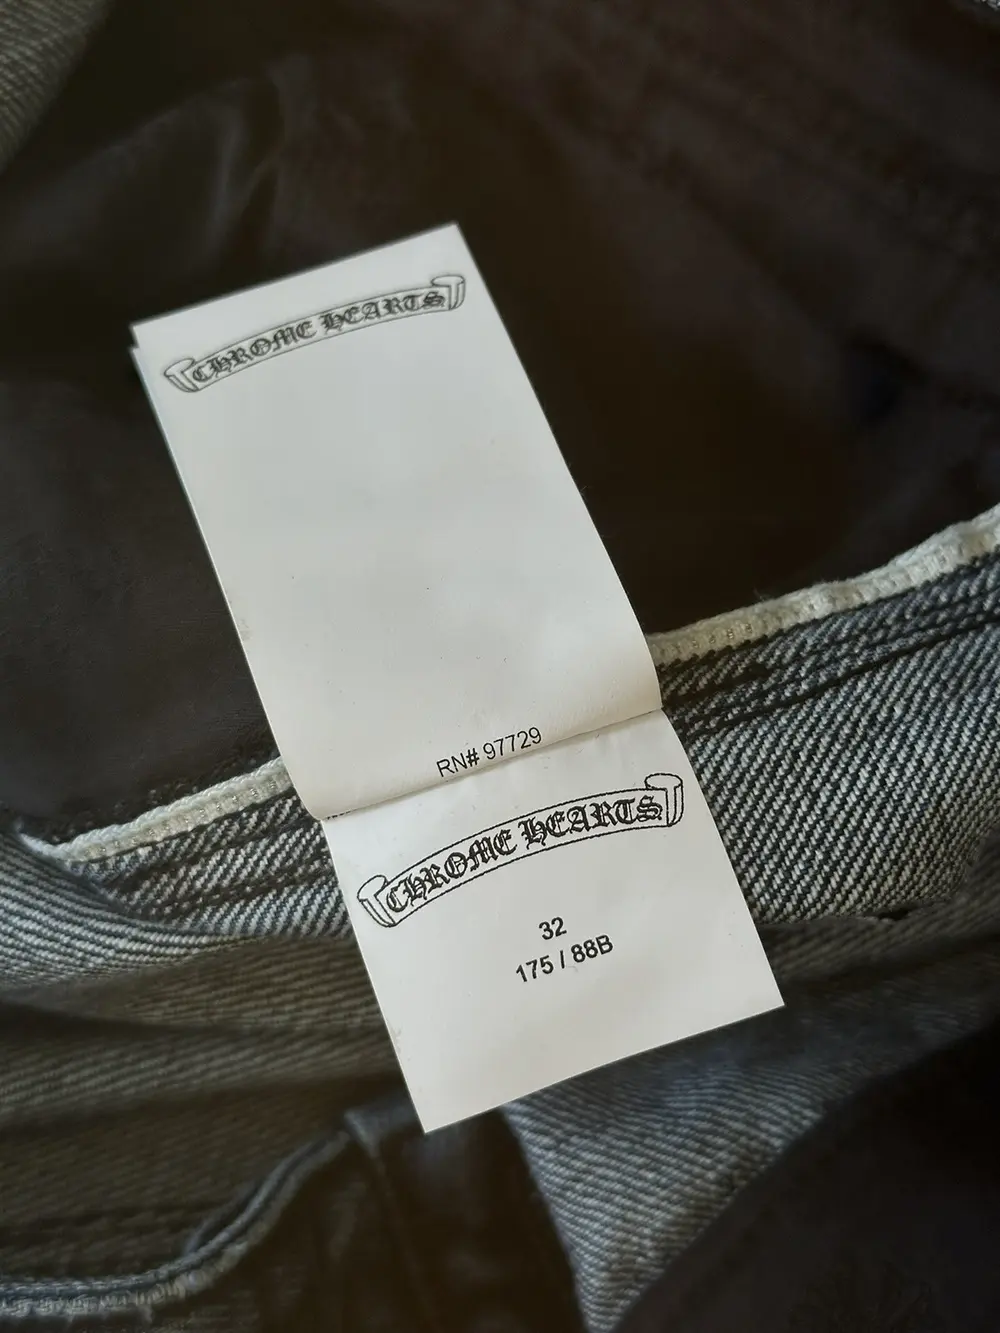 CHROME HEARTS
RN# 97729
CHROME HEARTS
32
175 / 88B